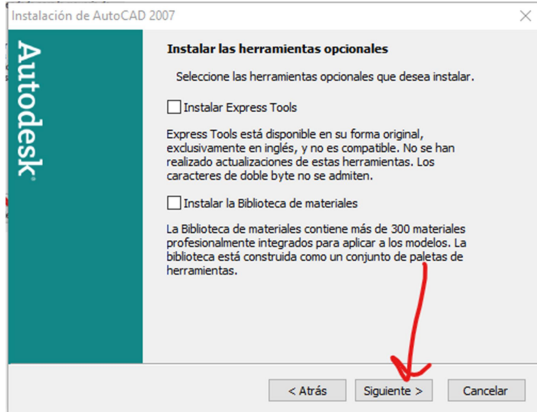 Instalación de AutoCAD 2007
Autodesk
Instalar las herramientas opcionales
Seleccione las herramientas opcionales que desea instalar.
Instalar Express Tools
Express Tools está disponible en su forma original,
exclusivamente en inglés, y no es compatible. No se han
realizado actualizaciones de estas herramientas. Los
caracteres de doble byte no se admiten.
Instalar la Biblioteca de materiales
La Biblioteca de materiales contiene más de 300 materiales
profesionalmente integrados para aplicar a los modelos. La
biblioteca está construida como un conjunto de paletas de
herramientas.
< Atrás
Siguiente >
Cancelar